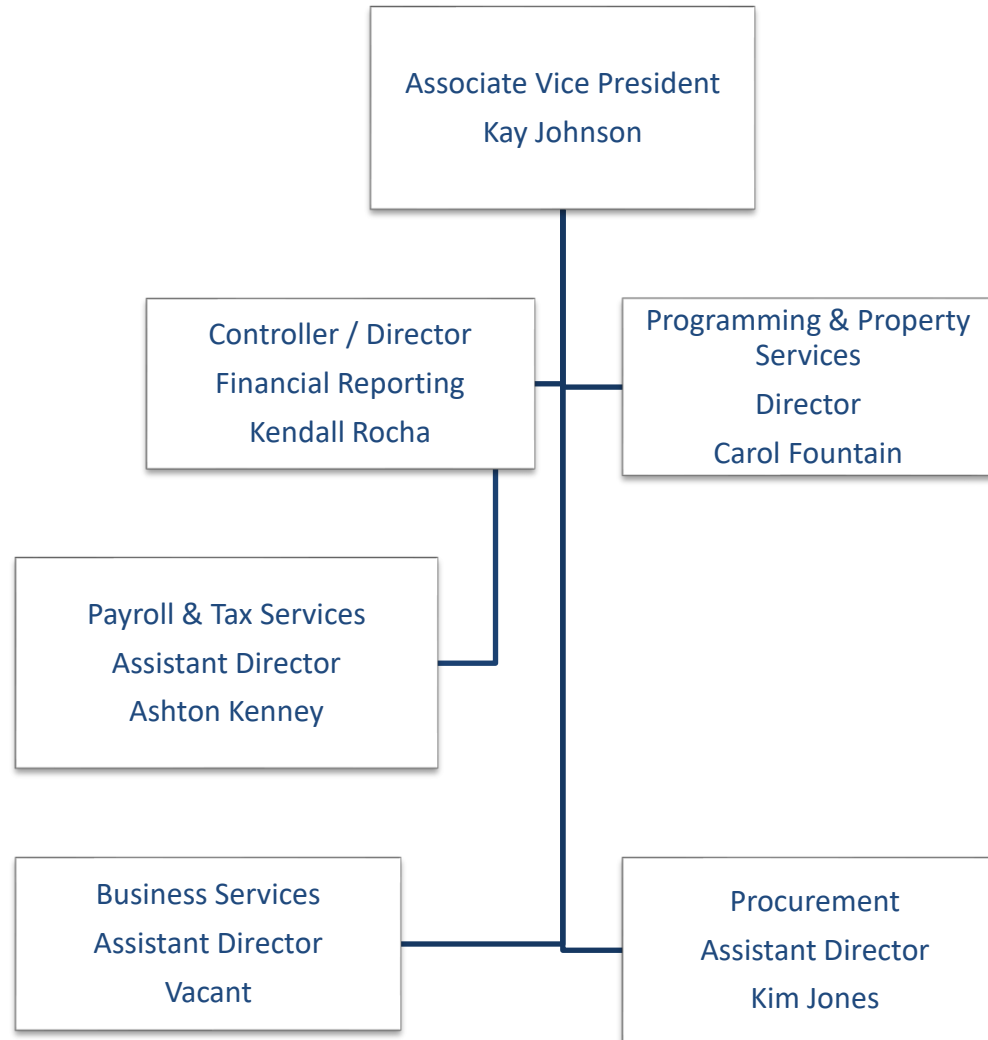 Associate Vice President
Kay Johnson
Controller / Director
Financial Reporting
Kendall Rocha
Programming & Property
Services
Director
Carol Fountain
Payroll & Tax Services
Assistant Director
Ashton Kenney
Business Services
Assistant Director
Vacant
Procurement
Assistant Director
Kim Jones